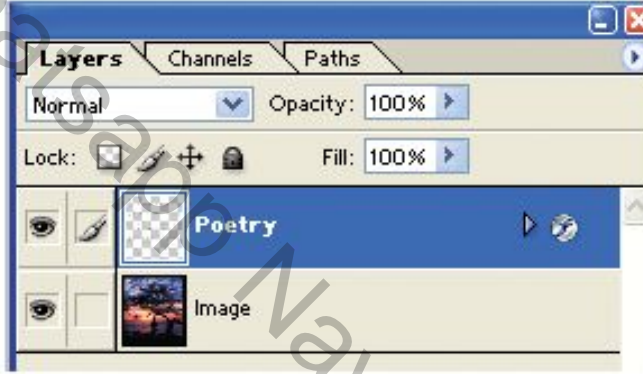 Layers Channels Paths
Normal Opacity: 100%
Lock: Fill: 100%
Poetry
Image